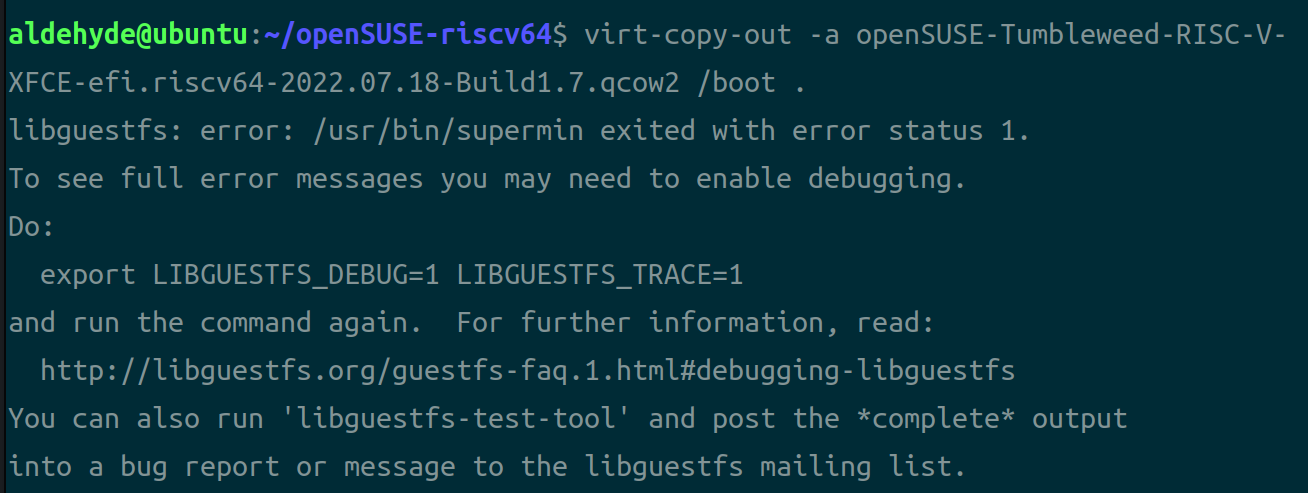 aldehyde@ubuntu:~/openSUSE-riscv64$ virt-copy-out -a openSUSE-Tumbleweed-RISC-V-
XFCE-efi.riscv64-2022.07.18-Build1.7.qcow2 /boot .
libguestfs: error: /usr/bin/supermin exited with error status 1.
To see full error messages you may need to enable debugging.
Do:
  export LIBGUESTFS_DEBUG=1 LIBGUESTFS_TRACE=1
and run the command again.  For further information, read:
  http://libguestfs.org/guestfs-faq.1.html#debugging-libguestfs
You can also run 'libguestfs-test-tool' and post the *complete* output
into a bug report or message to the libguestfs mailing list.